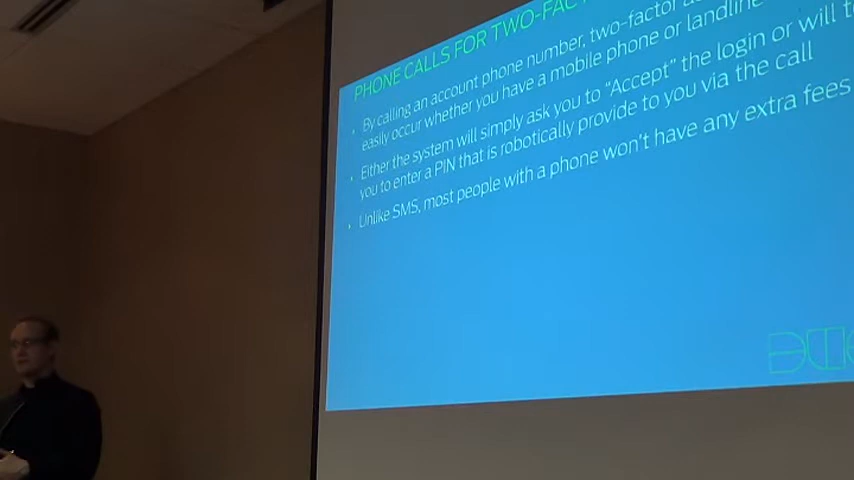 PHONE CALLS FOR TWO-FAC
By calling an account phone number, two-factor
easily occur whether you have a mobile phone or landline
Either the system will simply ask you to “Accept” the login or will
you to enter a PIN that is robotically provide to you via the call
Unlike SMS, most people with a phone won't have any extra fees